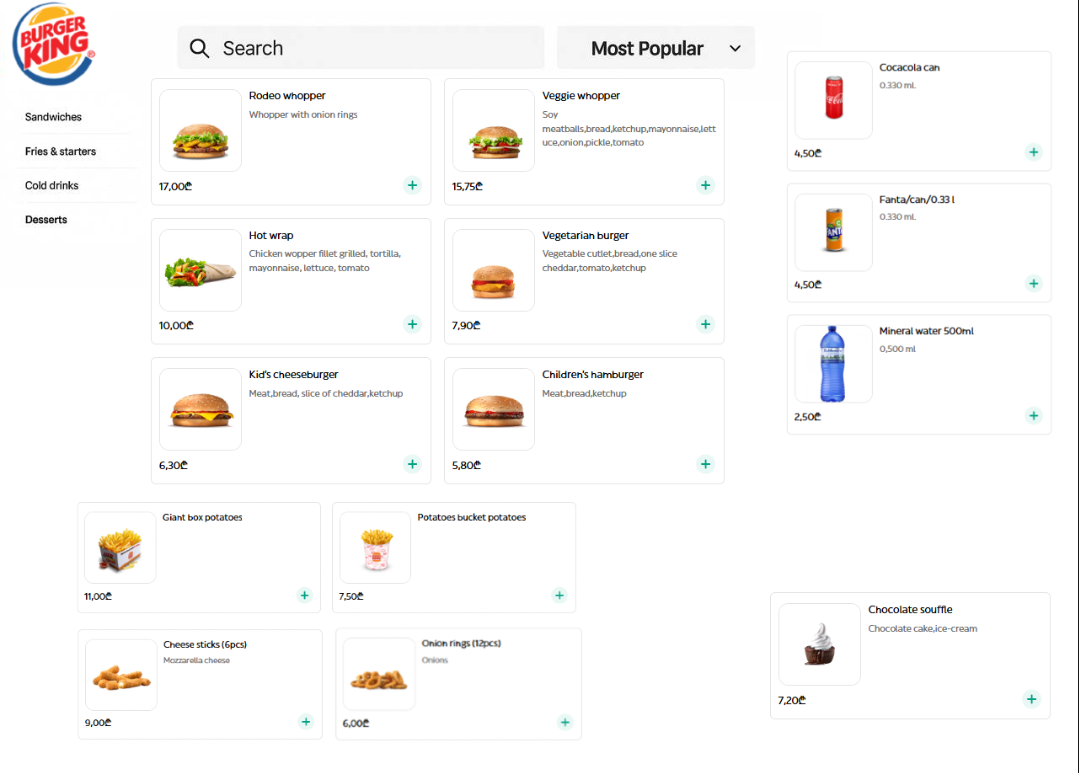 BURGER
KING
®
Search
Most Popular
Sandwiches
Fries & starters
Cold drinks
Desserts
Rodeo whopper
Whopper with onion rings
17,00₾
Veggie whopper
Soy
meatballs,bread,ketchup,mayonnaise,lett
uce,onion,pickle,tomato
15,75₾
Hot wrap
Chicken wopper fillet grilled, tortilla,
mayonnaise, lettuce, tomato
10,00₾
Vegetarian burger
Vegetable cutlet,bread,one slice
cheddar,tomato,ketchup
7,90₾
Kid's cheeseburger
Meat,bread, slice of cheddar,ketchup
6,30₾
Children's hamburger
Meat,bread,ketchup
5,80₾
Cocacola can
0.330 ml.
4,50₾
Fanta/can/0.33 l
0.330 ml.
4,50₾
Mineral water 500ml
0,500 ml
2,50₾
Giant box potatoes
11,00₾
Potatoes bucket potatoes
7,50₾
Cheese sticks (6pcs)
Mozzarella cheese
9,00₾
Onion rings (12pcs)
Onions
6,00₾
Chocolate souffle
Chocolate cake,ice-cream
7,20₾